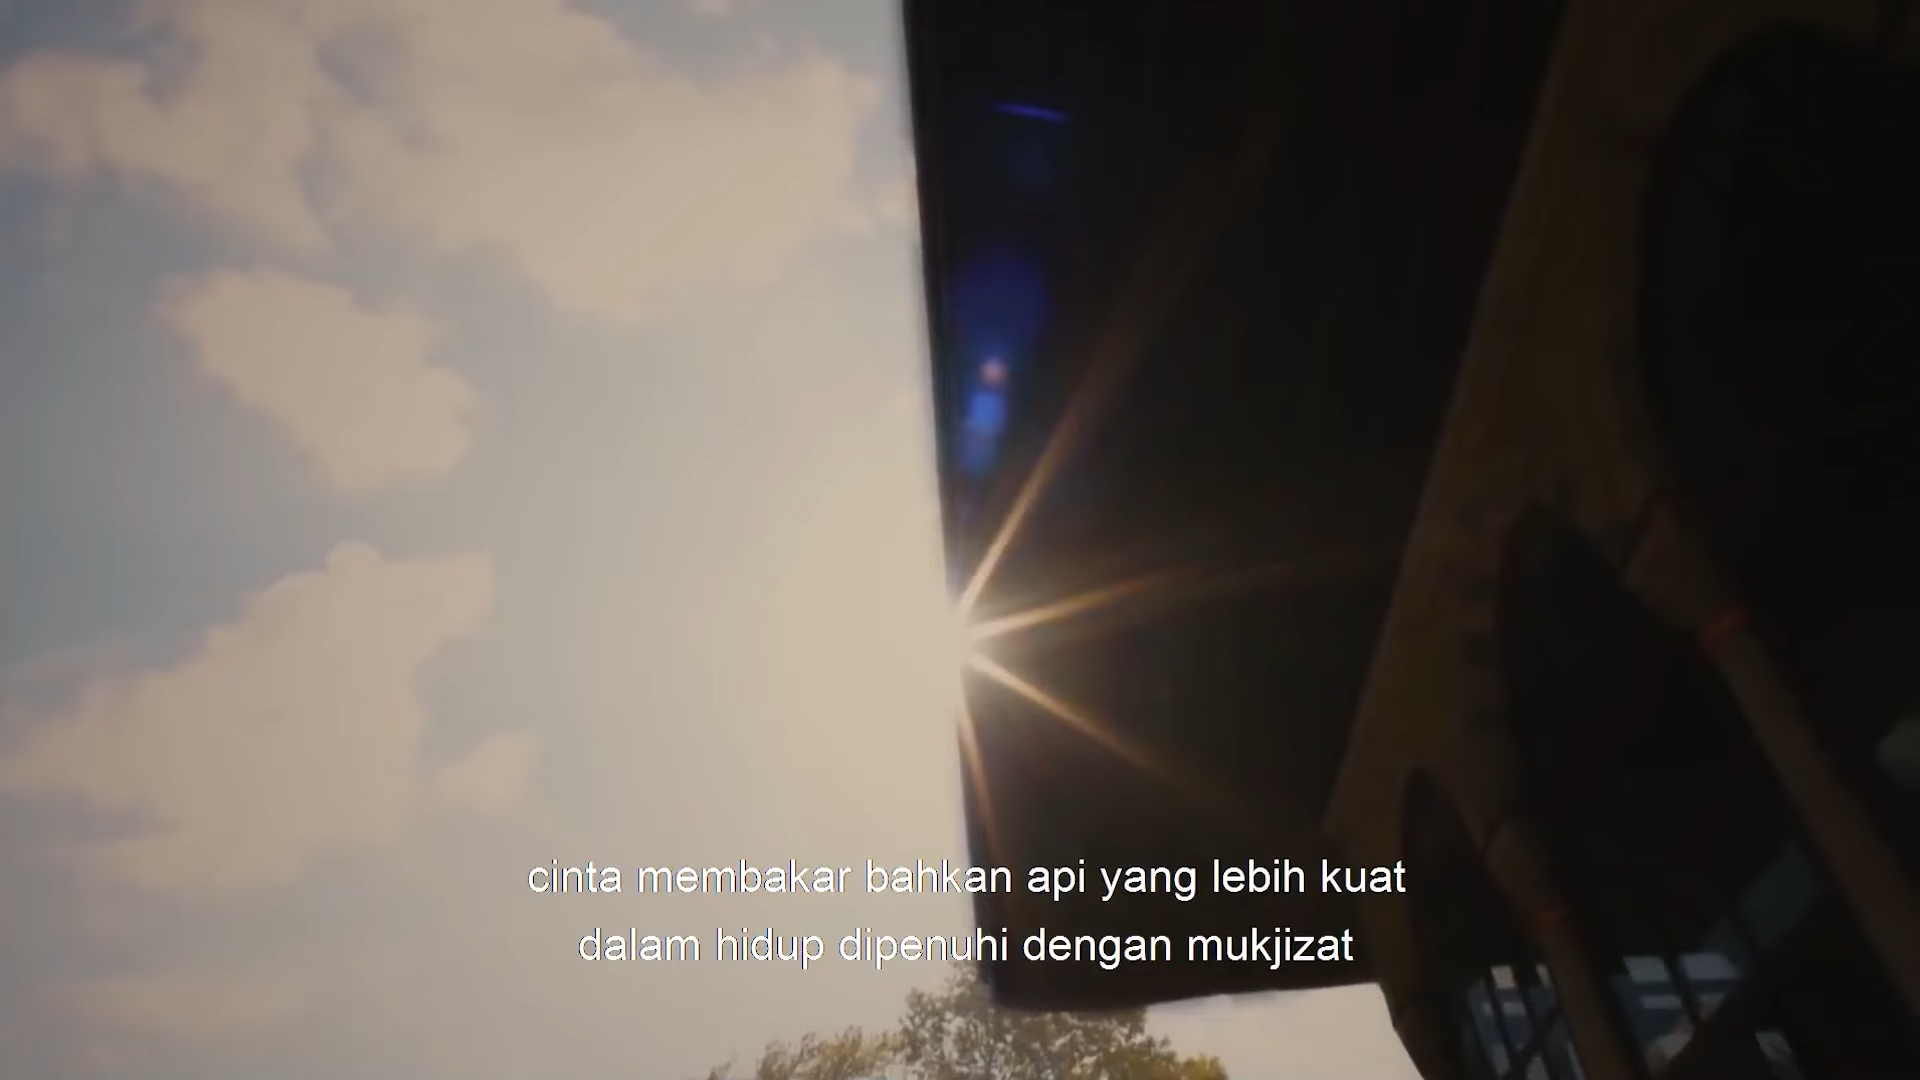 cinta membakar bahkan api yang lebih kuat
dalam hidup dipenuhi dengan mukjizat